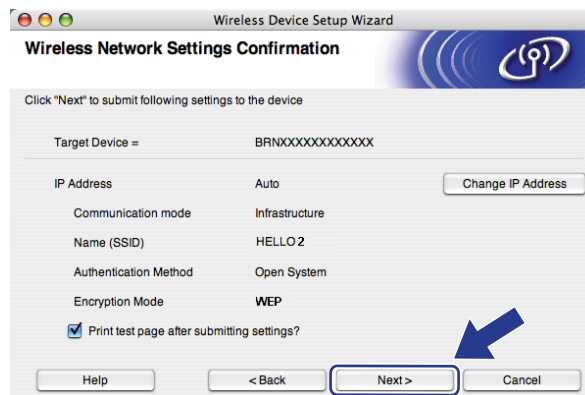 Wireless Device Setup Wizard
Wireless Network Settings Confirmation
Click "Next" to submit following settings to the device
Target Device = BRNXXXXXXXXXXXX
IP Address Auto Change IP Address
Communication mode Infrastructure
Name (SSID) HELLO 2
Authentication Method Open System
Encryption Mode WEP
Print test page after submitting settings?
Help < Back Next > Cancel